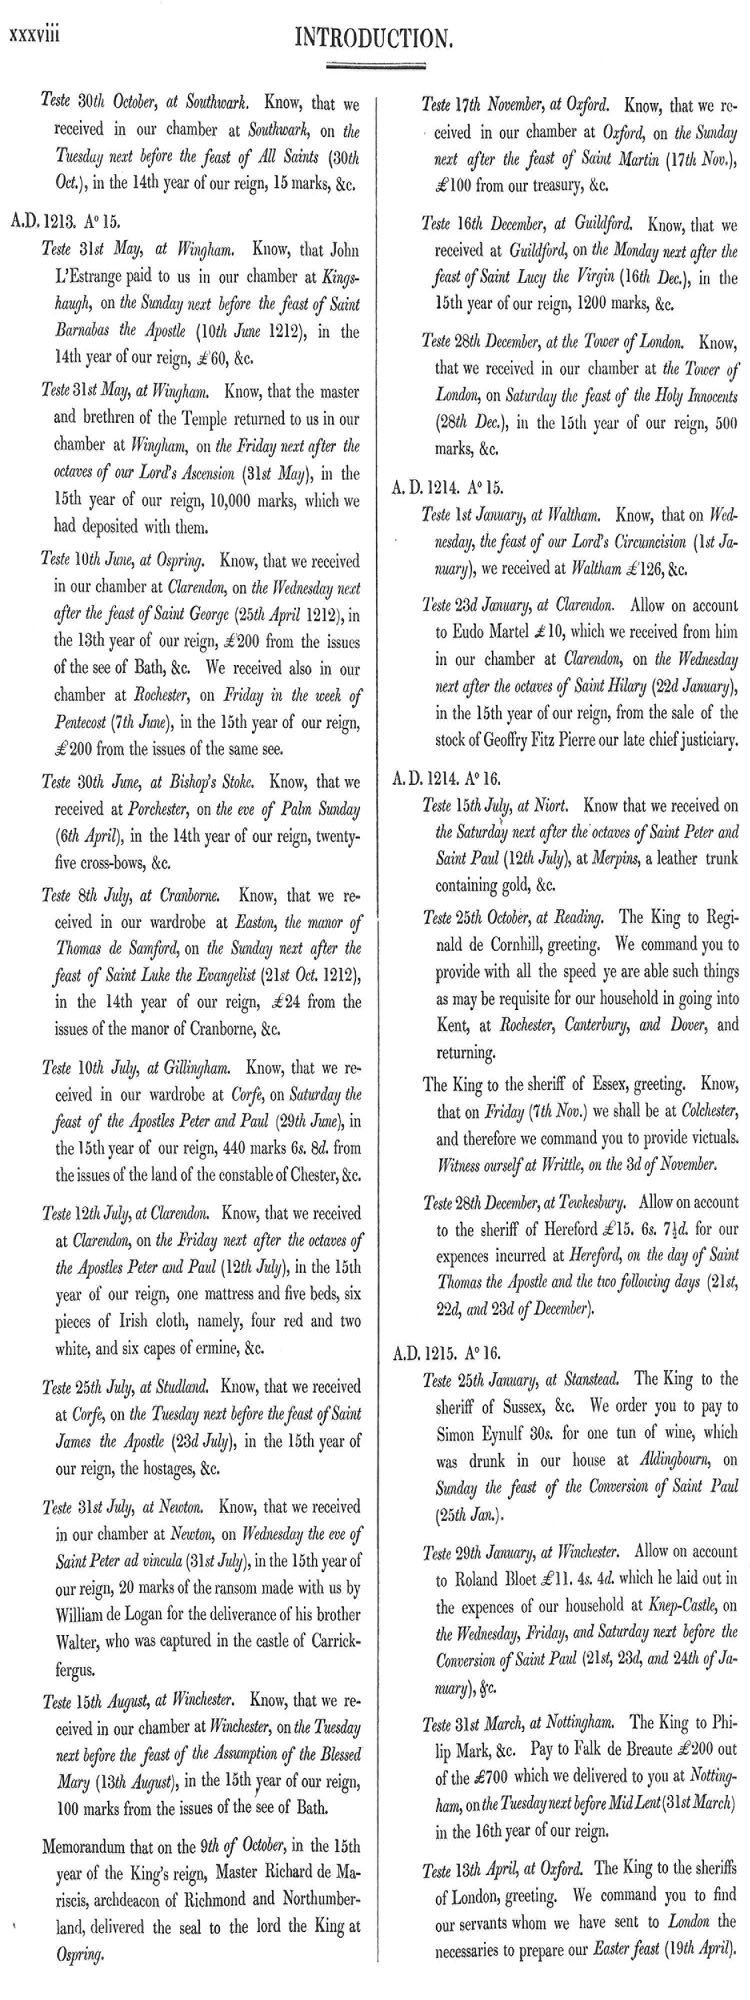 xxxviii
INTRODUCTION.
Teste 30th October, at Southwark. Know, that we
received in our chamber at Southwark, on the
Tuesday next before the feast of All Saints (30th
Oct.), in the 14th year of our reign, 15 marks, &c.
A.D. 1213. Aº 15.
Teste 31st May, at Wingham. Know, that John
L'Estrange paid to us in our chamber at Kings-
haugh, on the Sunday next before the feast of Saint
Barnabas the Apostle (10th June 1212), in the
14th year of our reign, £60, &c.
Teste 31st May, at Wingham. Know, that the master
and brethren of the Temple returned to us in our
chamber at Wingham, on the Friday next after the
octaves of our Lord's Ascension (31st May), in the
15th year of our reign, 10,000 marks, which we
had deposited with them.
Teste 10th June, at Ospring. Know, that we received
in our chamber at Clarendon, on the Wednesday next
after the feast of Saint George (25th April 1212), in
the 13th year of our reign, £200 from the issues
of the see of Bath, &c. We received also in our
chamber at Rochester, on Friday in the week of
Pentecost (7th June), in the 15th year of our reign,
£200 from the issues of the same see.
Teste 30th June, at Bishop's Stoke. Know, that we
received at Porchester, on the eve of Palm Sunday
(6th April), in the 14th year of our reign, twenty-
five cross-bows, &c.
Teste 8th July, at Cranborne. Know, that we re-
ceived in our wardrobe at Easton, the manor of
Thomas de Samford, on the Sunday next after the
feast of Saint Luke the Evangelist (21st Oct. 1212),
in the 14th year of our reign, £24 from the
issues of the manor of Cranborne, &c.
Teste 10th July, at Gillingham. Know, that we re-
ceived in our wardrobe at Corfe, on Saturday the
feast of the Apostles Peter and Paul (29th June), in
the 15th year of our reign, 440 marks 6s. 8d. from
the issues of the land of the constable of Chester, &c.
Teste 12th July, at Clarendon. Know, that we received
at Clarendon, on the Friday next after the octaves of
the Apostles Peter and Paul (12th July), in the 15th
year of our reign, one mattress and five beds, six
pieces of Irish cloth, namely, four red and two
white, and six capes of ermine, &c.
Teste 25th July, at Studland. Know, that we received
at Corfe, on the Tuesday next before the feast of Saint
James the Apostle (23d July), in the 15th year of
our reign, the hostages, &c.
Teste 31st July, at Newton. Know, that we received
in our chamber at Newton, on Wednesday the eve of
Saint Peter ad vincula (31st July), in the 15th year of
our reign, 20 marks of the ransom made with us by
William de Logan for the deliverance of his brother
Walter, who was captured in the castle of Carrick-
fergus.
Teste 15th August, at Winchester. Know, that we re-
ceived in our chamber at Winchester, on the Tuesday
next before the feast of the Assumption of the Blessed
Mary (13th August), in the 15th year of our reign,
100 marks from the issues of the see of Bath.
Memorandum that on the 9th of October, in the 15th
year of the King's reign, Master Richard de Ma-
riscis, archdeacon of Richmond and Northumber-
land, delivered the seal to the lord the King at
Ospring.
Teste 17th November, at Oxford. Know, that we re-
ceived in our chamber at Oxford, on the Sunday
next after the feast of Saint Martin (17th Nov.),
£100 from our treasury, &c.
Teste 16th December, at Guildford. Know, that we
received at Guildford, on the Monday next after the
feast of Saint Lucy the Virgin (16th Dec.), in the
15th year of our reign, 1200 marks, &c.
Teste 28th December, at the Tower of London. Know,
that we received in our chamber at the Tower of
London, on Saturday the feast of the Holy Innocents
(28th Dec.), in the 15th year of our reign, 500
marks, &c.
A. D. 1214. Aº 15.
Teste 1st January, at Waltham. Know, that on Wed-
nesday, the feast of our Lord's Circumcision (1st Ja-
nuary), we received at Waltham £126, &c.
Teste 23d January, at Clarendon. Allow on account
to Eudo Martel £10, which we received from him
in our chamber at Clarendon, on the Wednesday
next after the octaves of Saint Hilary (22d January),
in the 15th year of our reign, from the sale of the
stock of Geoffry Fitz Pierre our late chief justiciary.
A. D. 1214. Aº 16.
Teste 15th July, at Niort. Know that we received on
the Saturday next after the octaves of Saint Peter and
Saint Paul (12th July), at Merpins, a leather trunk
containing gold, &c.
Teste 25th October, at Reading. The King to Regi-
nald de Cornhill, greeting. We command you to
provide with all the speed ye are able such things
as may be requisite for our household in going into
Kent, at Rochester, Canterbury, and Dover, and
returning.
The King to the sheriff of Essex, greeting. Know,
that on Friday (7th Nov.) we shall be at Colchester,
and therefore we command you to provide victuals.
Witness ourself at Writtle, on the 3d of November.
Teste 28th December, at Tewkesbury. Allow on account
to the sheriff of Hereford £15. 6s. 7½d. for our
expences incurred at Hereford, on the day of Saint
Thomas the Apostle and the two following days (21st,
22d, and 23d of December).
A.D. 1215. Aº 16.
Teste 25th January, at Stanstead. The King to the
sheriff of Sussex, &c. We order you to pay to
Simon Eynulf 30s. for one tun of wine, which
was drunk in our house at Aldingbourn, on
Sunday the feast of the Conversion of Saint Paul
(25th Jan.).
Teste 29th January, at Winchester. Allow on account
to Roland Bloet £11. 4s. 4d. which he laid out in
the expences of our household at Knep-Castle, on
the Wednesday, Friday, and Saturday next before the
Conversion of Saint Paul (21st, 23d, and 24th of Ja-
nuary), &c.
Teste 31st March, at Nottingham. The King to Phi-
lip Mark, &c. Pay to Falk de Breaute £200 out
of the £700 which we delivered to you at Notting-
ham, on the Tuesday next before Mid Lent (31st March)
in the 16th year of our reign.
Teste 13th April, at Oxford. The King to the sheriffs
of London, greeting. We command you to find
our servants whom we have sent to London the
necessaries to prepare our Easter feast (19th April).